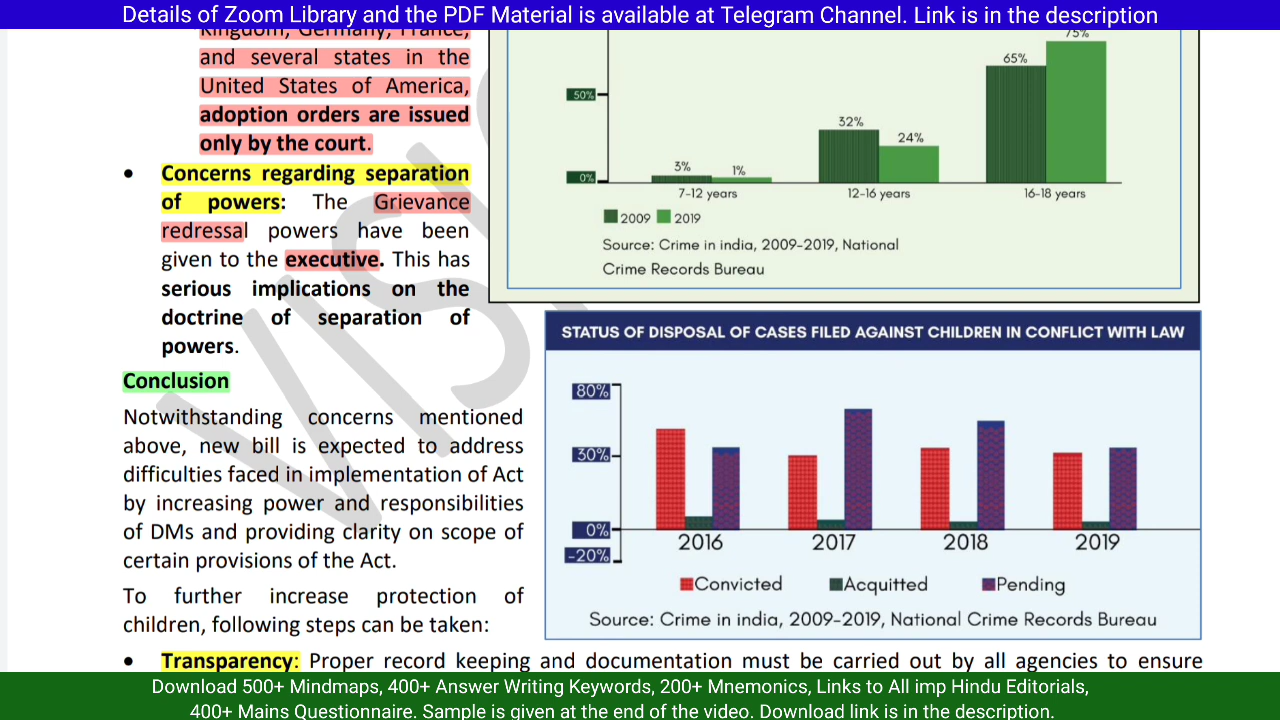 Details of Zoom Library and the PDF Material is available at Telegram Channel. Link is in the description
Kingdom, Germany, France,
and several states in the
United States of America,
adoption orders are issued
only by the court.
• Concerns regarding separation
of powers: The Grievance
redressal powers have been
given to the executive. This has
serious implications on the
doctrine of separation of
powers.
Conclusion
Notwithstanding concerns mentioned
above, new bill is expected to address
difficulties faced in implementation of Act
by increasing power and responsibilities
of DMs and providing clarity on scope of
certain provisions of the Act.
To further increase protection of
children, following steps can be taken:
75%
65%
50%
32%
24%
3%
1%
0%
7-12 years 12-16 years 16-18 years
2009 2019
Source: Crime in india, 2009-2019, National
Crime Records Bureau
STATUS OF DISPOSAL OF CASES FILED AGAINST CHILDREN IN CONFLICT WITH LAW
80%
30%
0%
-20%
2016 2017 2018 2019
Convicted Acquitted Pending
Source: Crime in india, 2009-2019, National Crime Records Bureau
• Transparency: Proper record keeping and documentation must be carried out by all agencies to ensure
Download 500+ Mindmaps, 400+ Answer Writing Keywords, 200+ Mnemonics, Links to All imp Hindu Editorials,
400+ Mains Questionnaire. Sample is given at the end of the video. Download link is in the description.